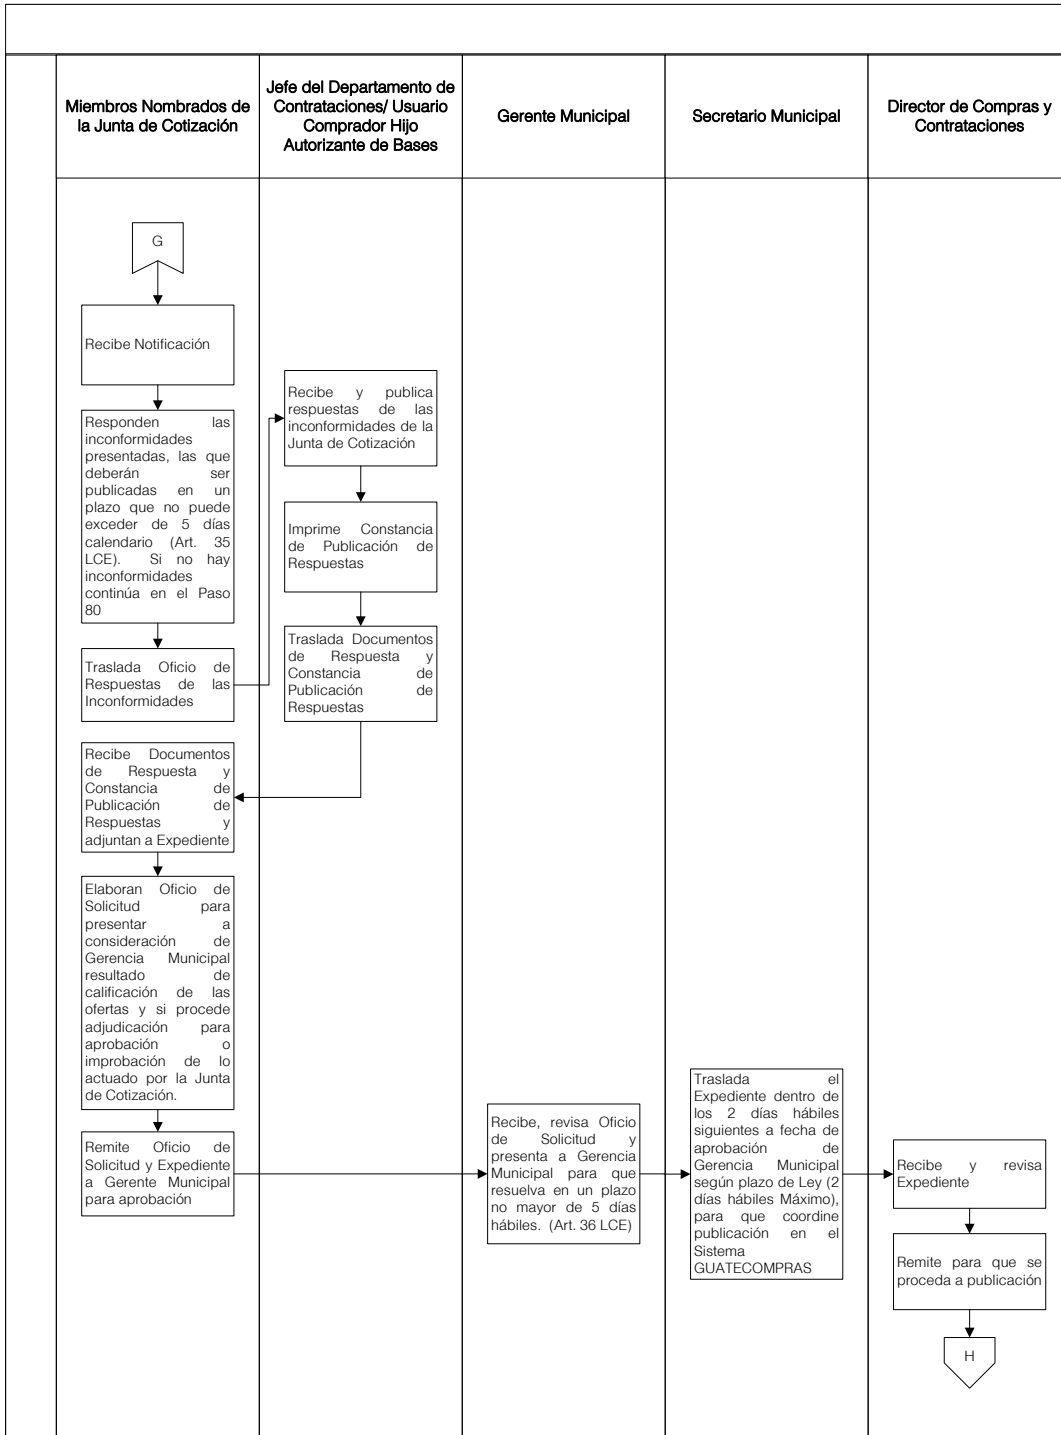 Miembros Nombrados de
la Junta de Cotización
Jefe del Departamento de
Contrataciones/ Usuario
Comprador Hijo
Autorizante de Bases
Gerente Municipal
Secretario Municipal
Director de Compras y
Contrataciones
G
Recibe Notificación
Responden las
inconformidades
presentadas, las que
deberán ser
publicadas en un
plazo que no puede
exceder de 5 días
calendario (Art. 35
LCE). Si no hay
inconformidades
continúa en el Paso
80
Traslada Oficio de
Respuestas de las
Inconformidades
Recibe y publica
respuestas de las
inconformidades de la
Junta de Cotización
Imprime Constancia
de Publicación de
Respuestas
Traslada Documentos
de Respuesta y
Constancia de
Publicación de
Respuestas
Recibe Documentos
de Respuesta y
Constancia de
Publicación de
Respuestas y
adjuntan a Expediente
Elaboran Oficio de
Solicitud para
presentar a
consideración de
Gerencia Municipal
resultado de
calificación de las
ofertas y si procede
adjudicación para
aprobación o
improbación de lo
actuado por la Junta
de Cotización.
Remite Oficio de
Solicitud y Expediente
a Gerente Municipal
para aprobación
Recibe, revisa Oficio
de Solicitud y
presenta a Gerencia
Municipal para que
resuelva en un plazo
no mayor de 5 días
hábiles. (Art. 36 LCE)
Traslada el
Expediente dentro de
los 2 días hábiles
siguientes a fecha de
aprobación de
Gerencia Municipal
según plazo de Ley (2
días hábiles Máximo),
para que coordine
publicación en el
Sistema
GUATECOMPRAS
Recibe y revisa
Expediente
Remite para que se
proceda a publicación
H